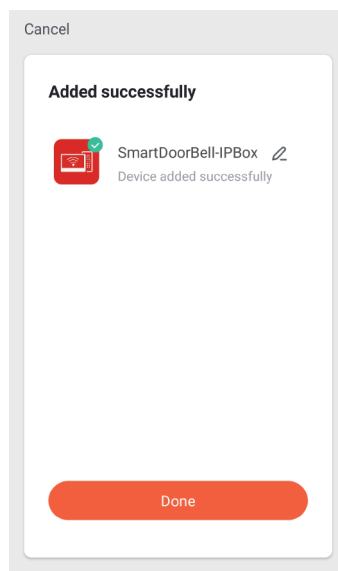 Cancel
Added successfully
SmartDoorBell-IPBox
Device added successfully
Done